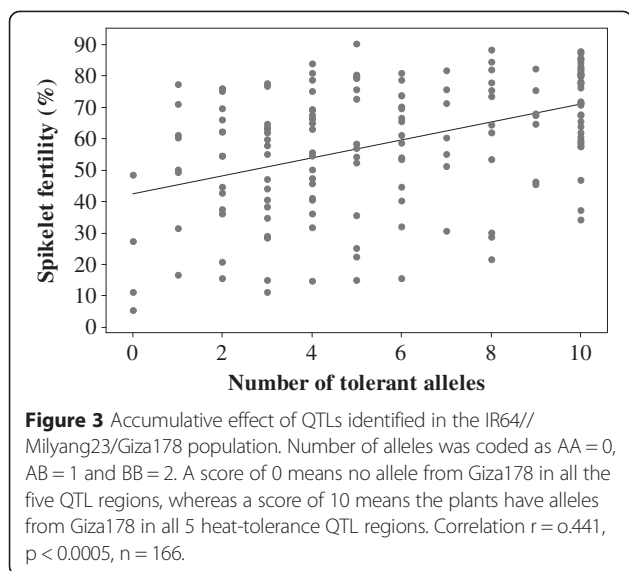 90
80
70
60
50
40
30
20
10
0
Spikelet fertility (%)
0 2 4 6 8 10
Number of tolerant alleles
Figure 3 Accumulative effect of QTLs identified in the IR64//
Milyang23/Giza178 population. Number of alleles was coded as AA = 0,
AB = 1 and BB = 2. A score of 0 means no allele from Giza178 in all the
five QTL regions, whereas a score of 10 means the plants have alleles
from Giza178 in all 5 heat-tolerance QTL regions. Correlation r = o.441,
p < 0.0005, n = 166.